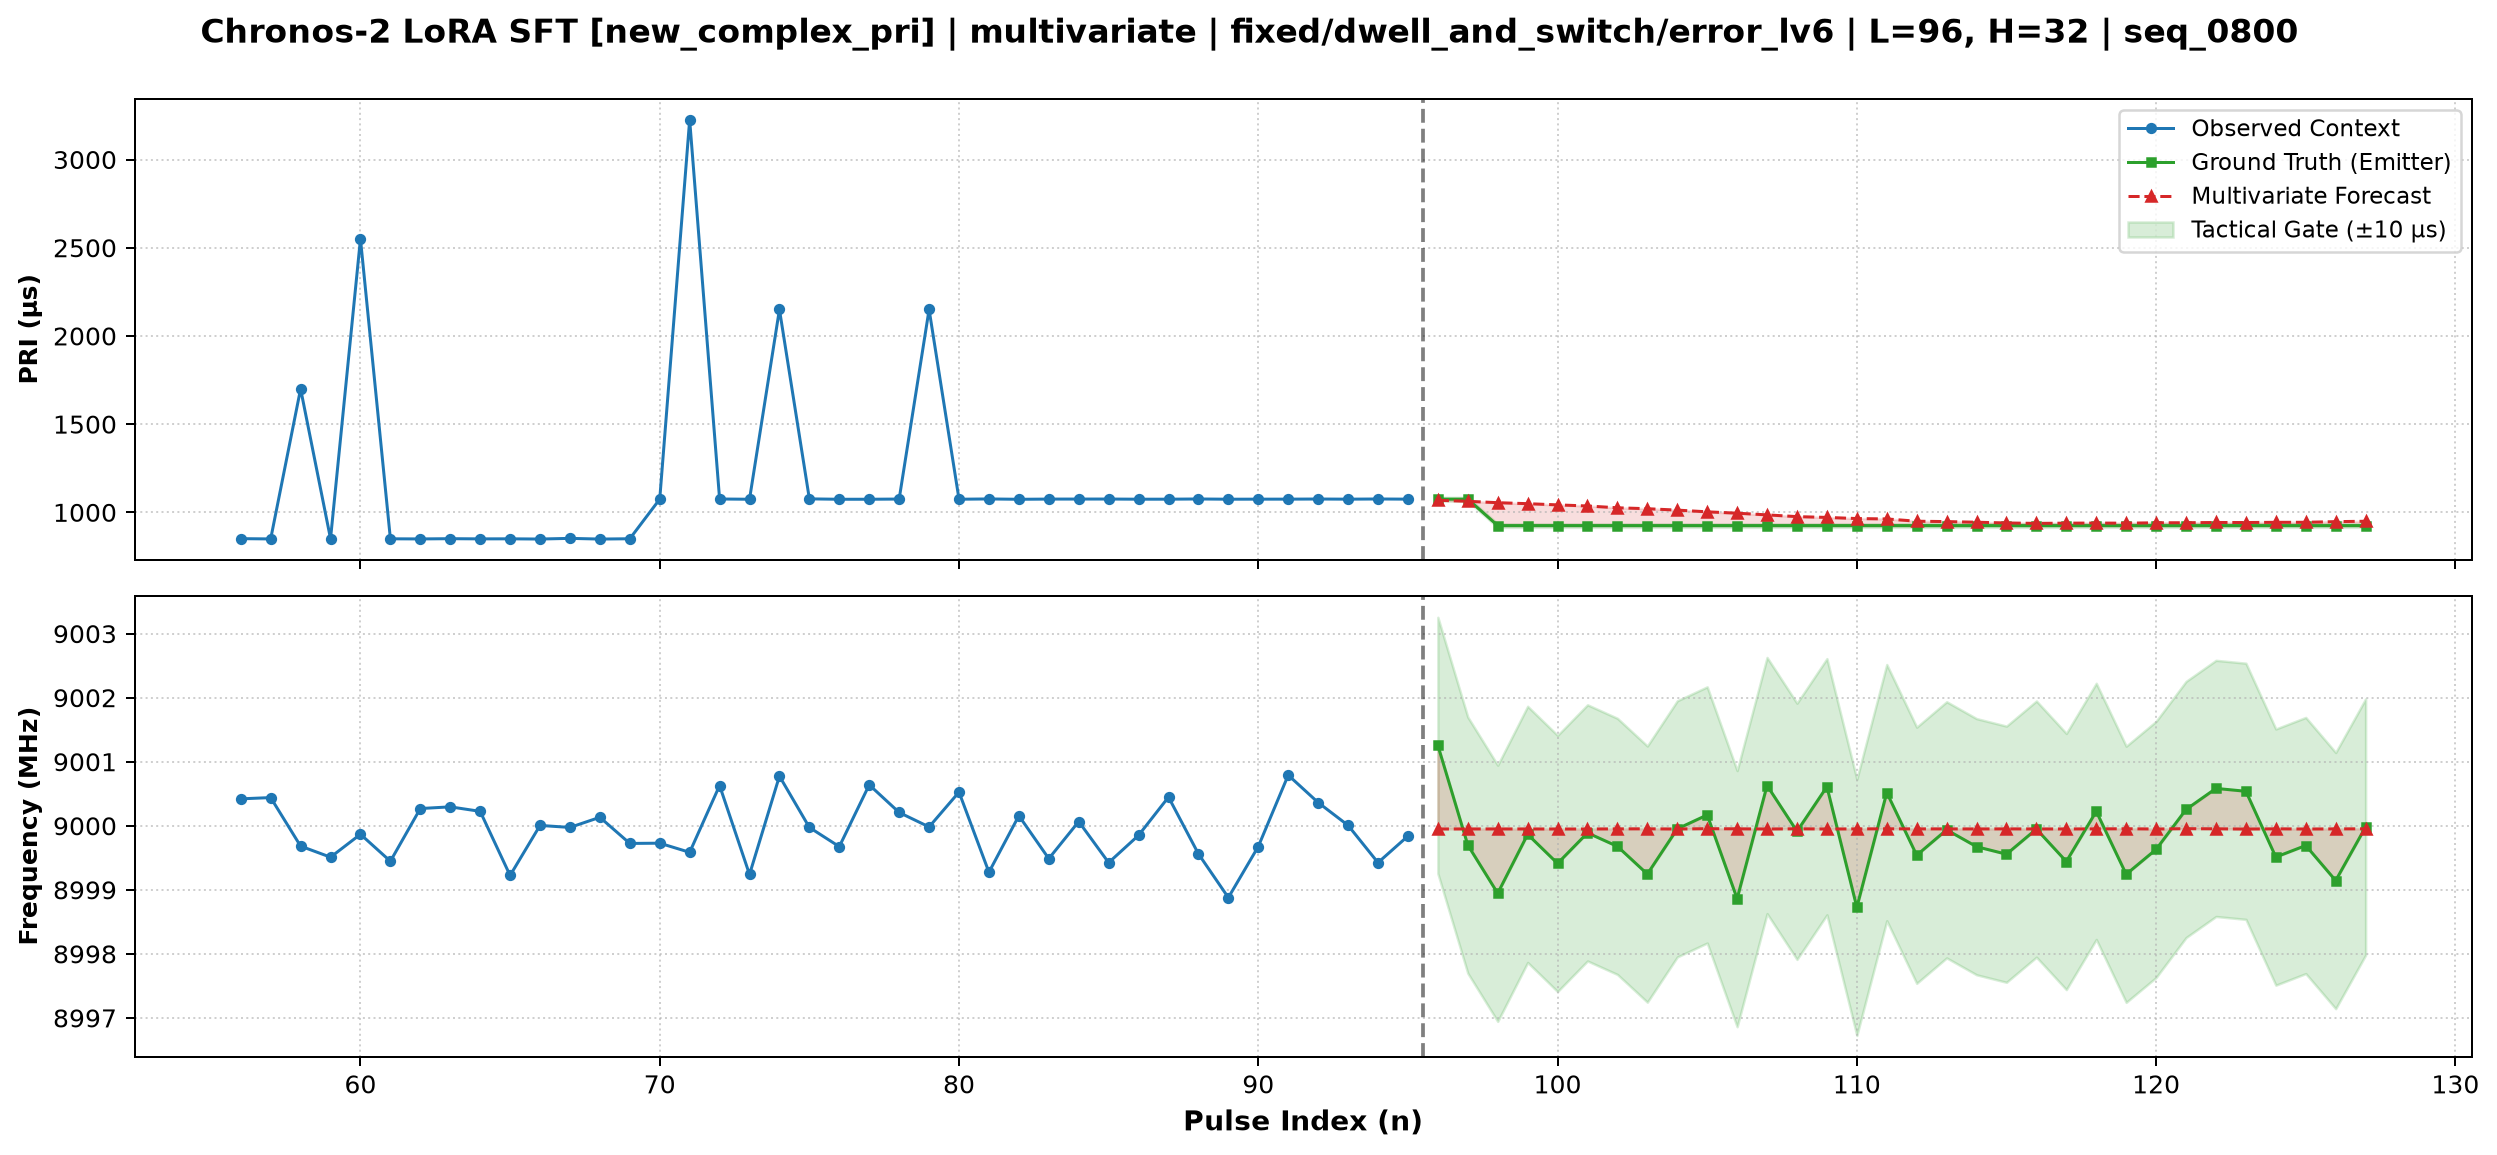 Chronos-2 LoRA SFT [new_complex_pri] | multivariate | fixed/dwell_and_switch/error_lv6 | L=96, H=32 | seq_0800
PRI (µs)
3000
2500
2000
1500
1000
Observed Context
Ground Truth (Emitter)
Multivariate Forecast
Tactical Gate (±10 µs)
Frequency (MHz)
9003
9002
9001
9000
8999
8998
8997
60 70 80 90 100 110 120 130
Pulse Index (n)